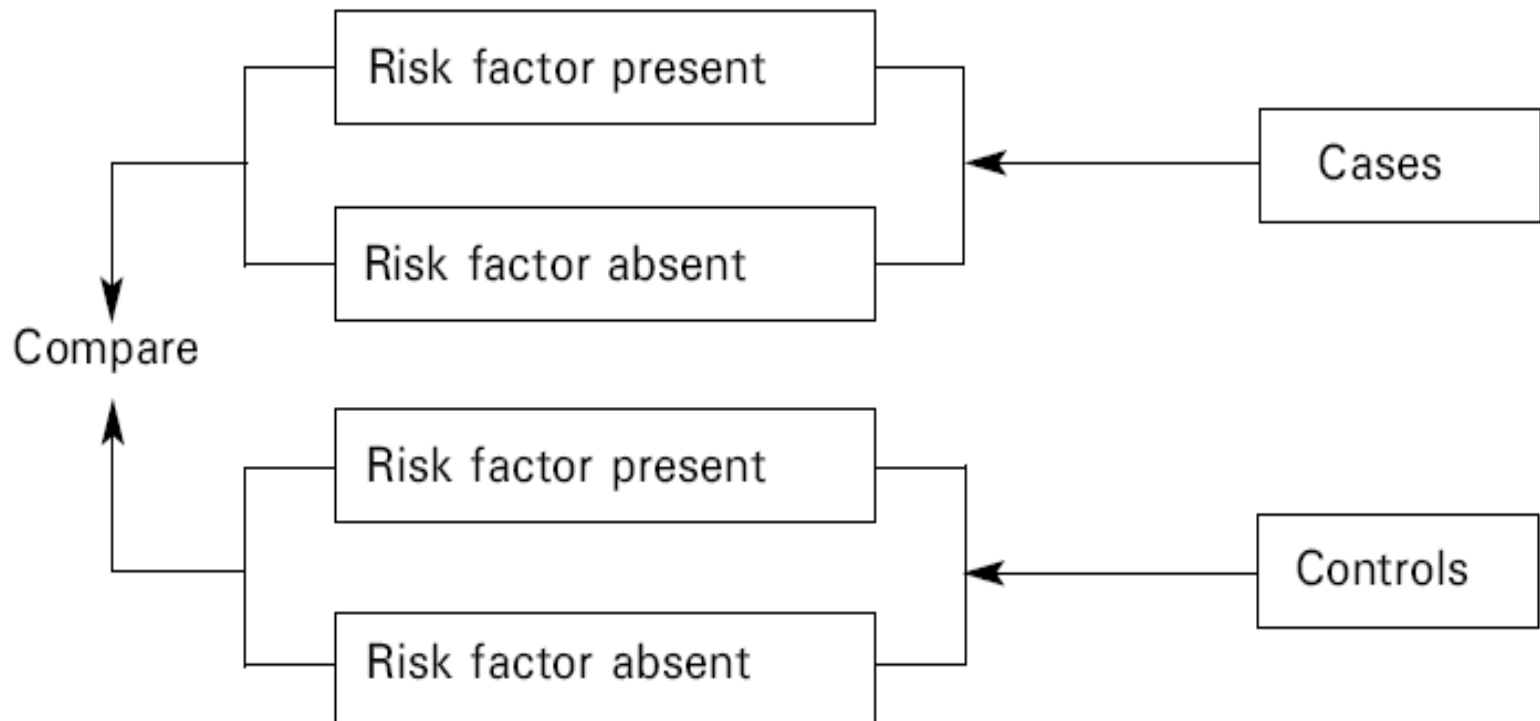 Risk factor present
Cases
Risk factor absent
Compare
Risk factor present
Controls
Risk factor absent